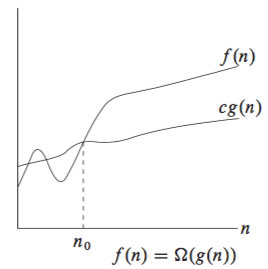 f(n)
cg(n)
n
n₀
f(n) = Ω(g(n))